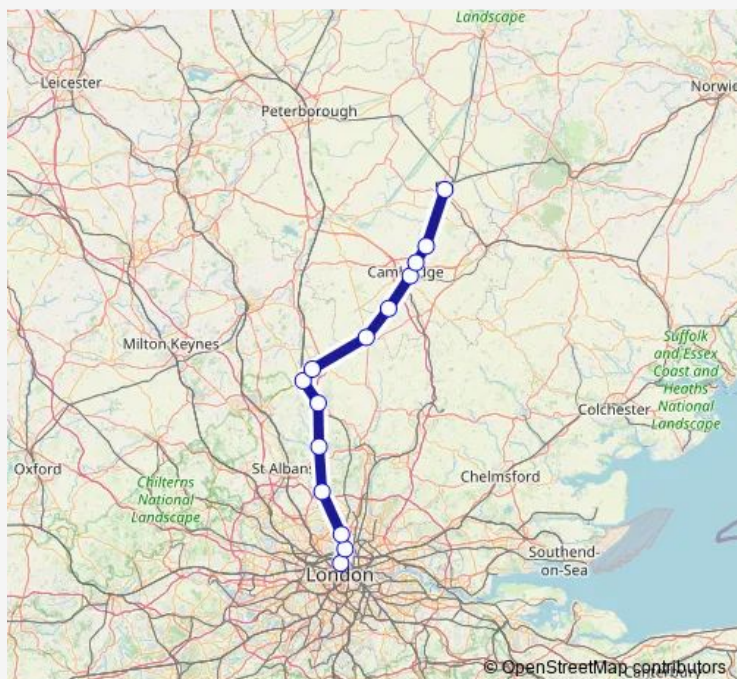 Landscape
Leicester
Norwic
Peterborough
Cambridge
Suffolk
and Essex
Coast and
Heaths
National
Landscape
Milton Keynes
Colchester
Oxford
St Albans
Chelmsford
Chilterns
National
Landscape
Southend-
on-Sea
London
© OpenStreetMap contributors
Canterbury